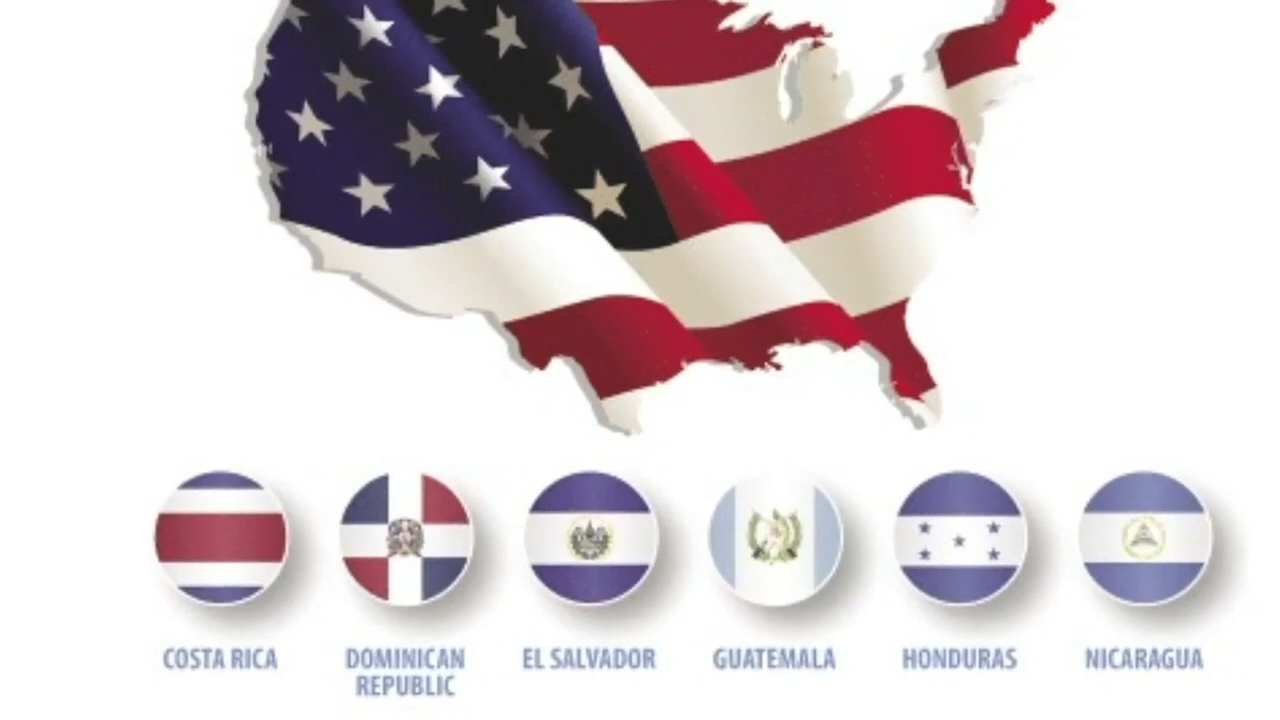 COSTA RICA
DOMINICAN
REPUBLIC
EL SALVADOR
GUATEMALA
HONDURAS
NICARAGUA